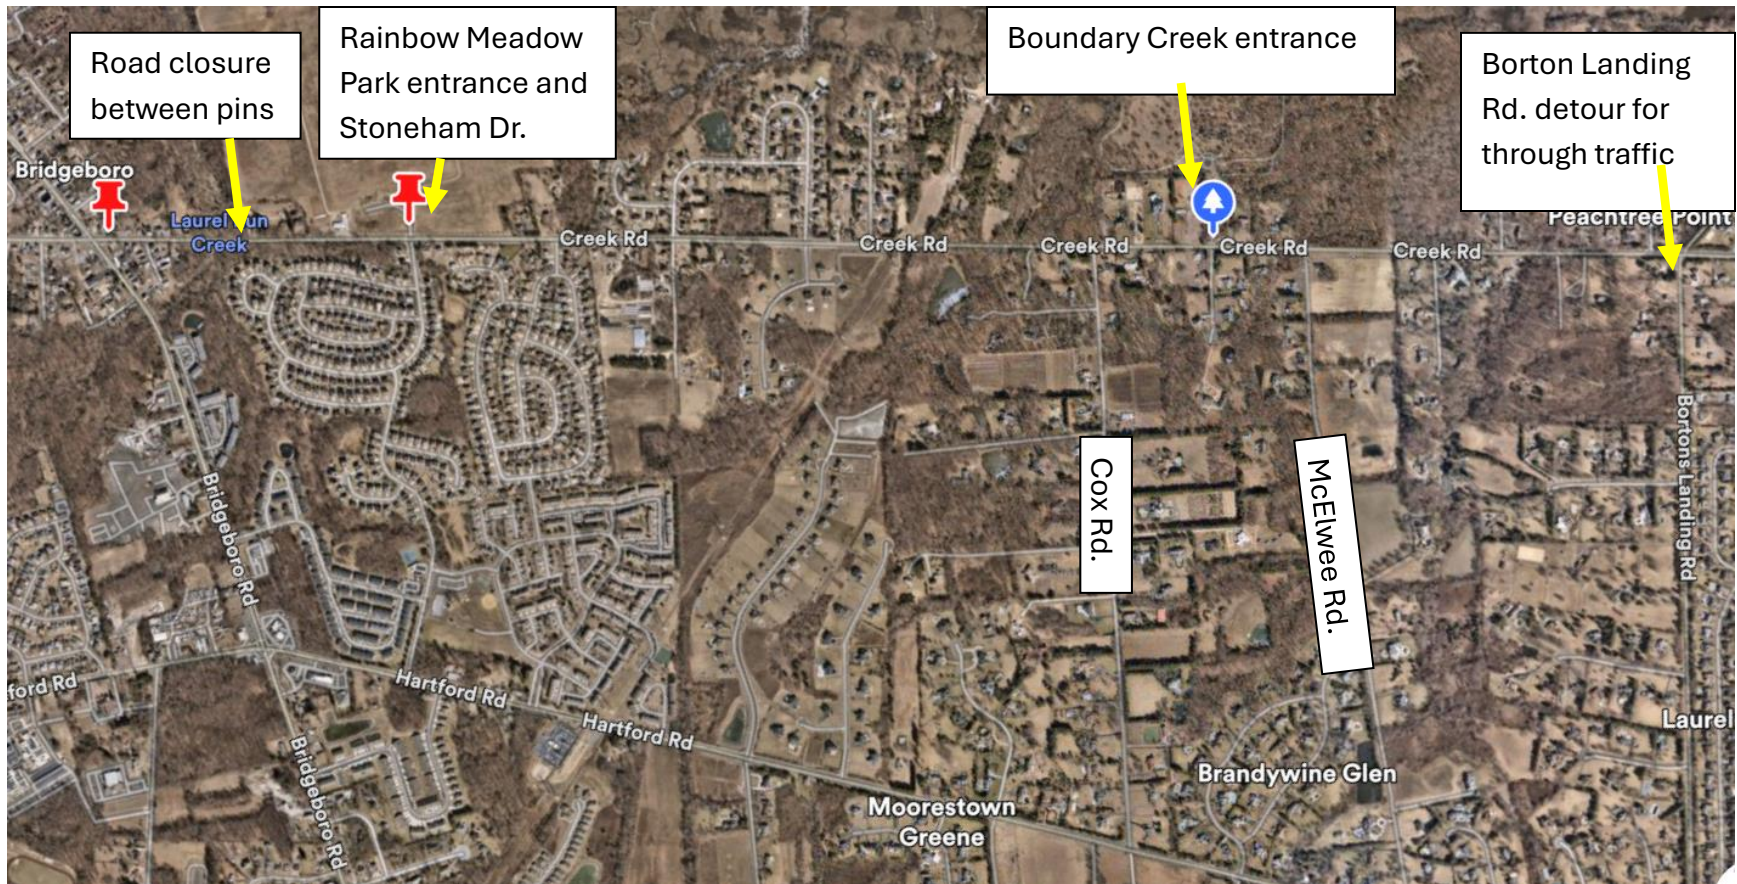 Road closure
between pins
Rainbow Meadow
Park entrance and
Stoneham Dr.
Boundary Creek entrance
Borton Landing
Rd. detour for
through traffic
Bridgeboro
Laurel Run
Creek
Creek Rd
Creek Rd
Creek Rd
Creek Rd
Creek Rd
Peachtree Point
Cox Rd.
McElwee Rd.
Bortons Landing Rd
Bridgeboro Rd
ford Rd
Hartford Rd
Hartford Rd
Bridgeboro Rd
Laurel
Brandywine Glen
Moorestown
Greene